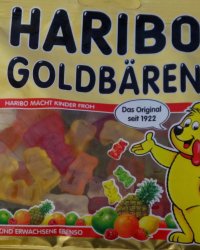 HARIBO
GOLDBÄREN
HARIBO MACHT KINDER FROH
Das Original
seit 1922
UND ERWACHSENE EBENSO